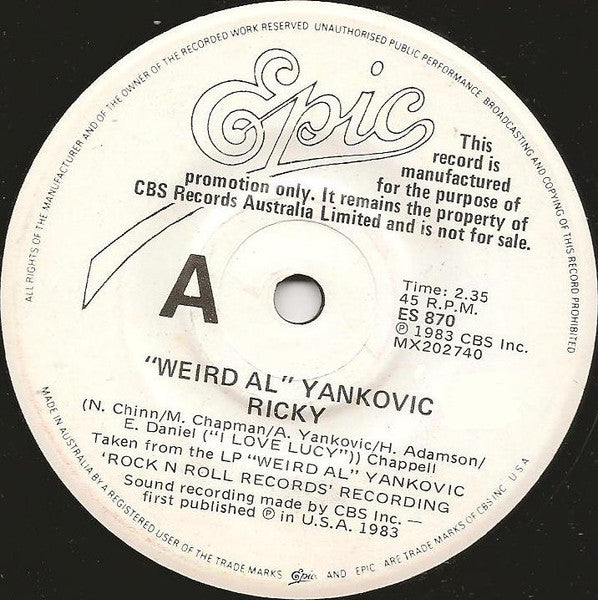 ALL RIGHTS OF THE MANUFACTURER AND OF THE OWNER OF THE RECORDED WORK RESERVED UNAUTHORISED PUBLIC PERFORMANCE, BROADCASTING AND COPYING OF THIS RECORD PROHIBITED
Epic
This
record is
manufactured
for the purpose of
promotion only. It remains the property of
CBS Records Australia Limited and is not for sale.
A
Time: 2.35
45 R.P.M.
ES 870
Ⓟ 1983 CBS Inc.
MX202740
"WEIRD AL" YANKOVIC
RICKY
(N. Chinn/M. Chapman/A. Yankovic/H. Adamson/
E. Daniel ("I LOVE LUCY")) Chappell
Taken from the LP "WEIRD AL" YANKOVIC
'ROCK N ROLL RECORDS' RECORDING
Sound recording made by CBS Inc. —
first published Ⓟ in U.S.A. 1983
MADE IN AUSTRALIA BY A REGISTERED USER OF THE TRADE MARKS Epic AND EPIC ARE TRADE MARKS OF CBS INC. U.S.A